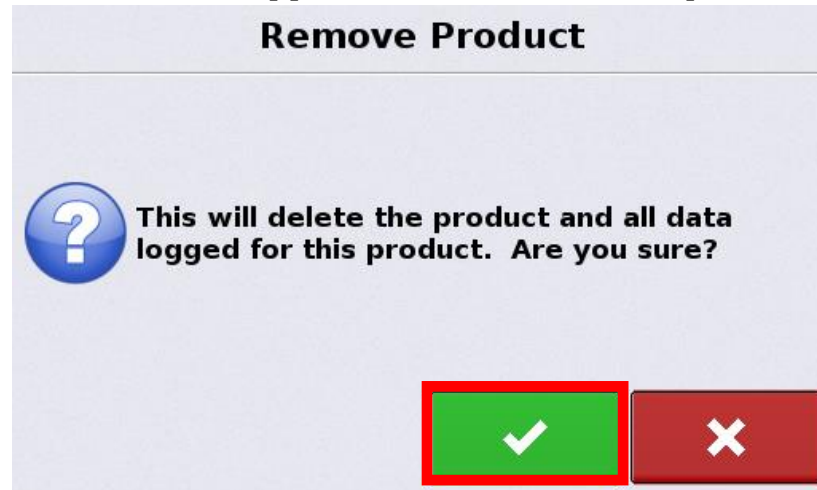 Remove Product
This will delete the product and all data
logged for this product.  Are you sure?